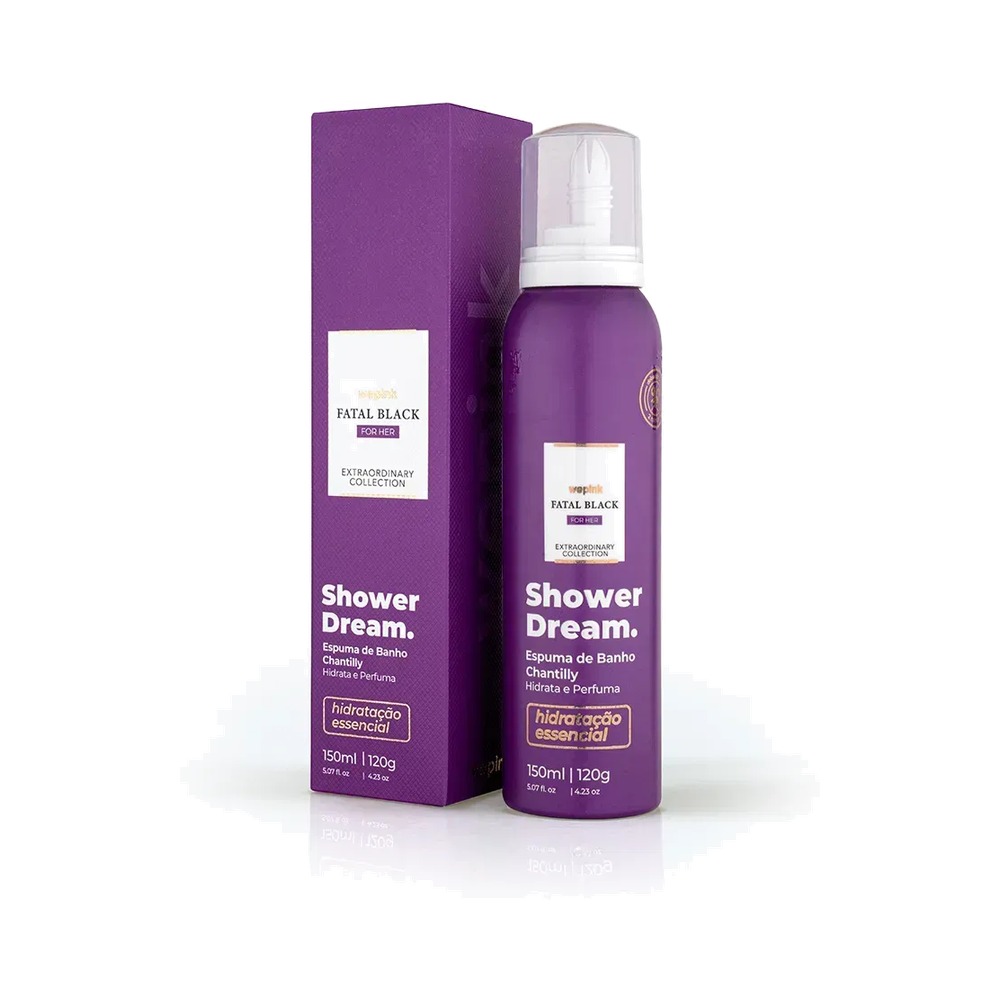 wepink
FATAL BLACK
FOR HER
EXTRAORDINARY
COLLECTION
Shower
Dream.
Espuma de Banho
Chantilly
Hidrata e Perfuma
hidratação
essencial
150ml | 120g
5.07 fl. oz | 4.23 oz
wepink
wepink
FATAL BLACK
FOR HER
EXTRAORDINARY
COLLECTION
Shower
Dream.
Espuma de Banho
Chantilly
Hidrata e Perfuma
hidratação
essencial
150ml | 120g
5.07 fl. oz | 4.23 oz